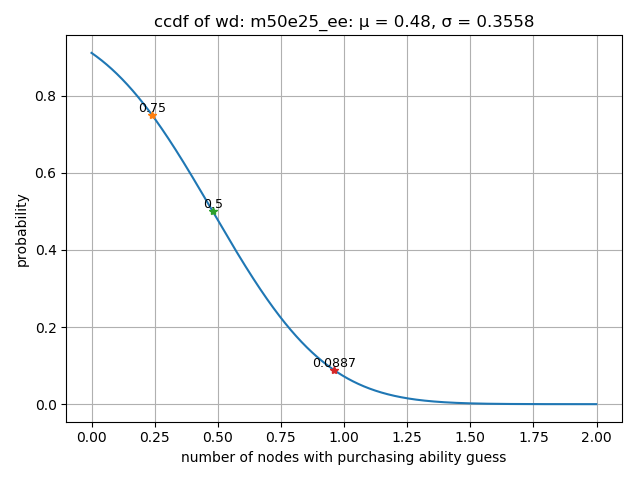 ccdf of wd: m50e25_ee: μ = 0.48, σ = 0.3558
probability
0.8
0.6
0.4
0.2
0.0
0.75
0.5
0.0887
0.00 0.25 0.50 0.75 1.00 1.25 1.50 1.75 2.00
number of nodes with purchasing ability guess